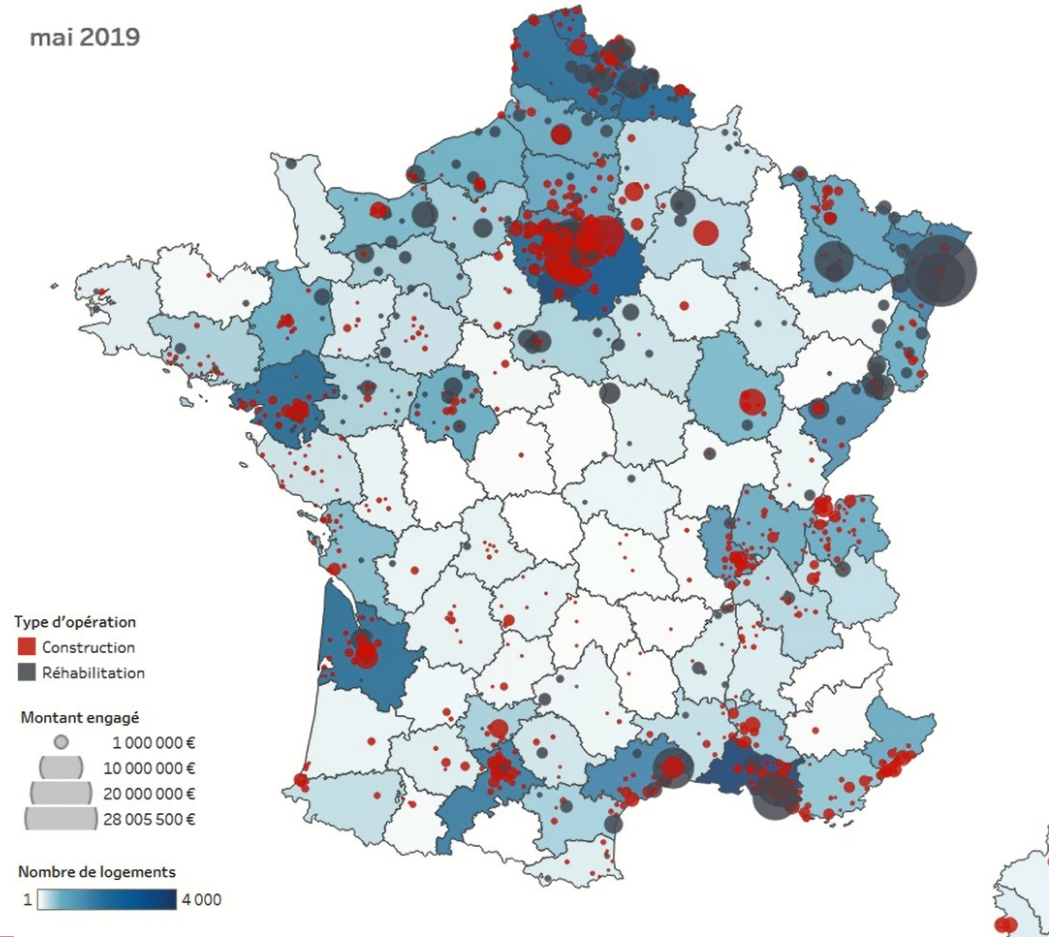 mai 2019
Type d'opération
Construction
Réhabilitation
Montant engagé
1 000 000 €
10 000 000 €
20 000 000 €
28 005 500 €
Nombre de logements
1 4 000